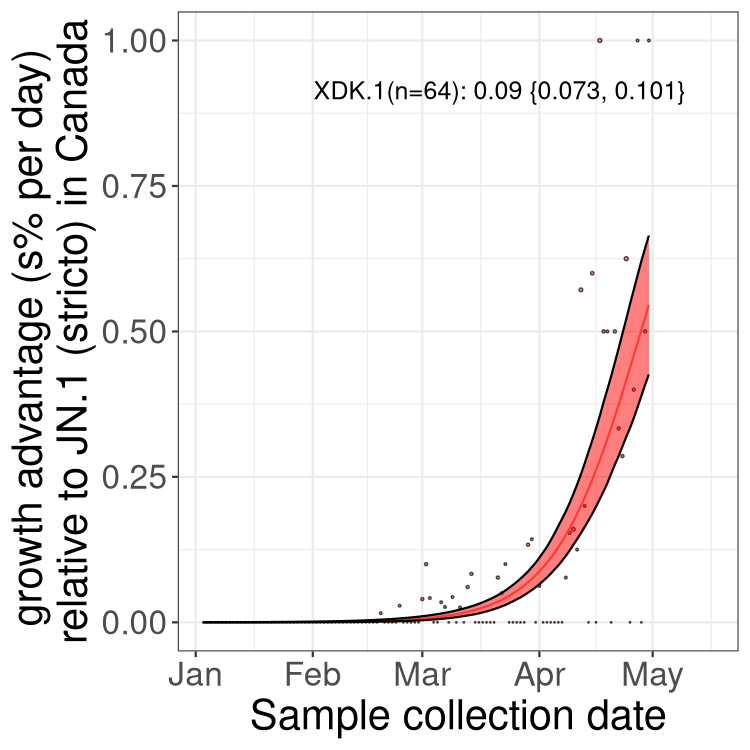 growth advantage (s% per day)
relative to JN.1 (stricto) in Canada
1.00
0.75
0.50
0.25
0.00
XDK.1(n=64): 0.09 {0.073, 0.101}
Jan Feb Mar Apr May
Sample collection date